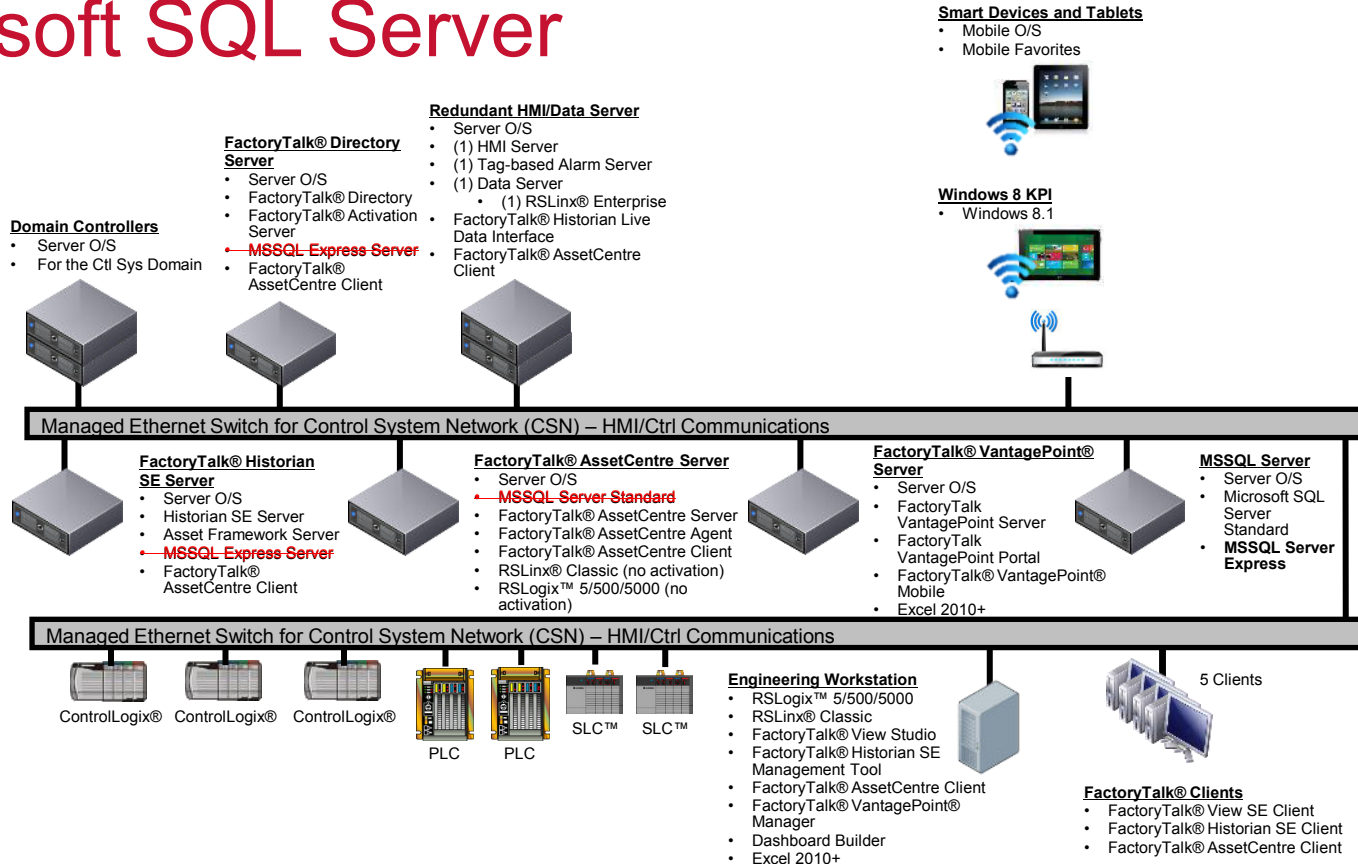 soft SQL Server
Smart Devices and Tablets
• Mobile O/S
• Mobile Favorites
Redundant HMI/Data Server
• Server O/S
• (1) HMI Server
• (1) Tag-based Alarm Server
• (1) Data Server
• (1) RSLinx® Enterprise
• FactoryTalk® Historian Live
Data Interface
• FactoryTalk® AssetCentre
Client
FactoryTalk® Directory
Server
• Server O/S
• FactoryTalk® Directory
• FactoryTalk® Activation
Server
• MSSQL Express Server
• FactoryTalk®
AssetCentre Client
Domain Controllers
• Server O/S
• For the Ctl Sys Domain
Windows 8 KPI
• Windows 8.1
Managed Ethernet Switch for Control System Network (CSN) – HMI/Ctrl Communications
FactoryTalk® Historian
SE Server
• Server O/S
• Historian SE Server
• Asset Framework Server
• MSSQL Express Server
• FactoryTalk®
AssetCentre Client
FactoryTalk® AssetCentre Server
• Server O/S
• MSSQL Server Standard
• FactoryTalk® AssetCentre Server
• FactoryTalk® AssetCentre Agent
• FactoryTalk® AssetCentre Client
• RSLinx® Classic (no activation)
• RSLogix™ 5/500/5000 (no
activation)
FactoryTalk® VantagePoint®
Server
• Server O/S
• FactoryTalk
VantagePoint Server
• FactoryTalk
VantagePoint Portal
• FactoryTalk® VantagePoint®
Mobile
• Excel 2010+
MSSQL Server
• Server O/S
• Microsoft SQL
Server
Standard
• MSSQL Server
Express
Managed Ethernet Switch for Control System Network (CSN) – HMI/Ctrl Communications
ControlLogix®
ControlLogix®
ControlLogix®
PLC
PLC
SLC™
SLC™
Engineering Workstation
• RSLogix™ 5/500/5000
• RSLinx® Classic
• FactoryTalk® View Studio
• FactoryTalk® Historian SE
Management Tool
• FactoryTalk® AssetCentre Client
• FactoryTalk® VantagePoint®
Manager
• Dashboard Builder
• Excel 2010+
5 Clients
FactoryTalk® Clients
• FactoryTalk® View SE Client
• FactoryTalk® Historian SE Client
• FactoryTalk® AssetCentre Client